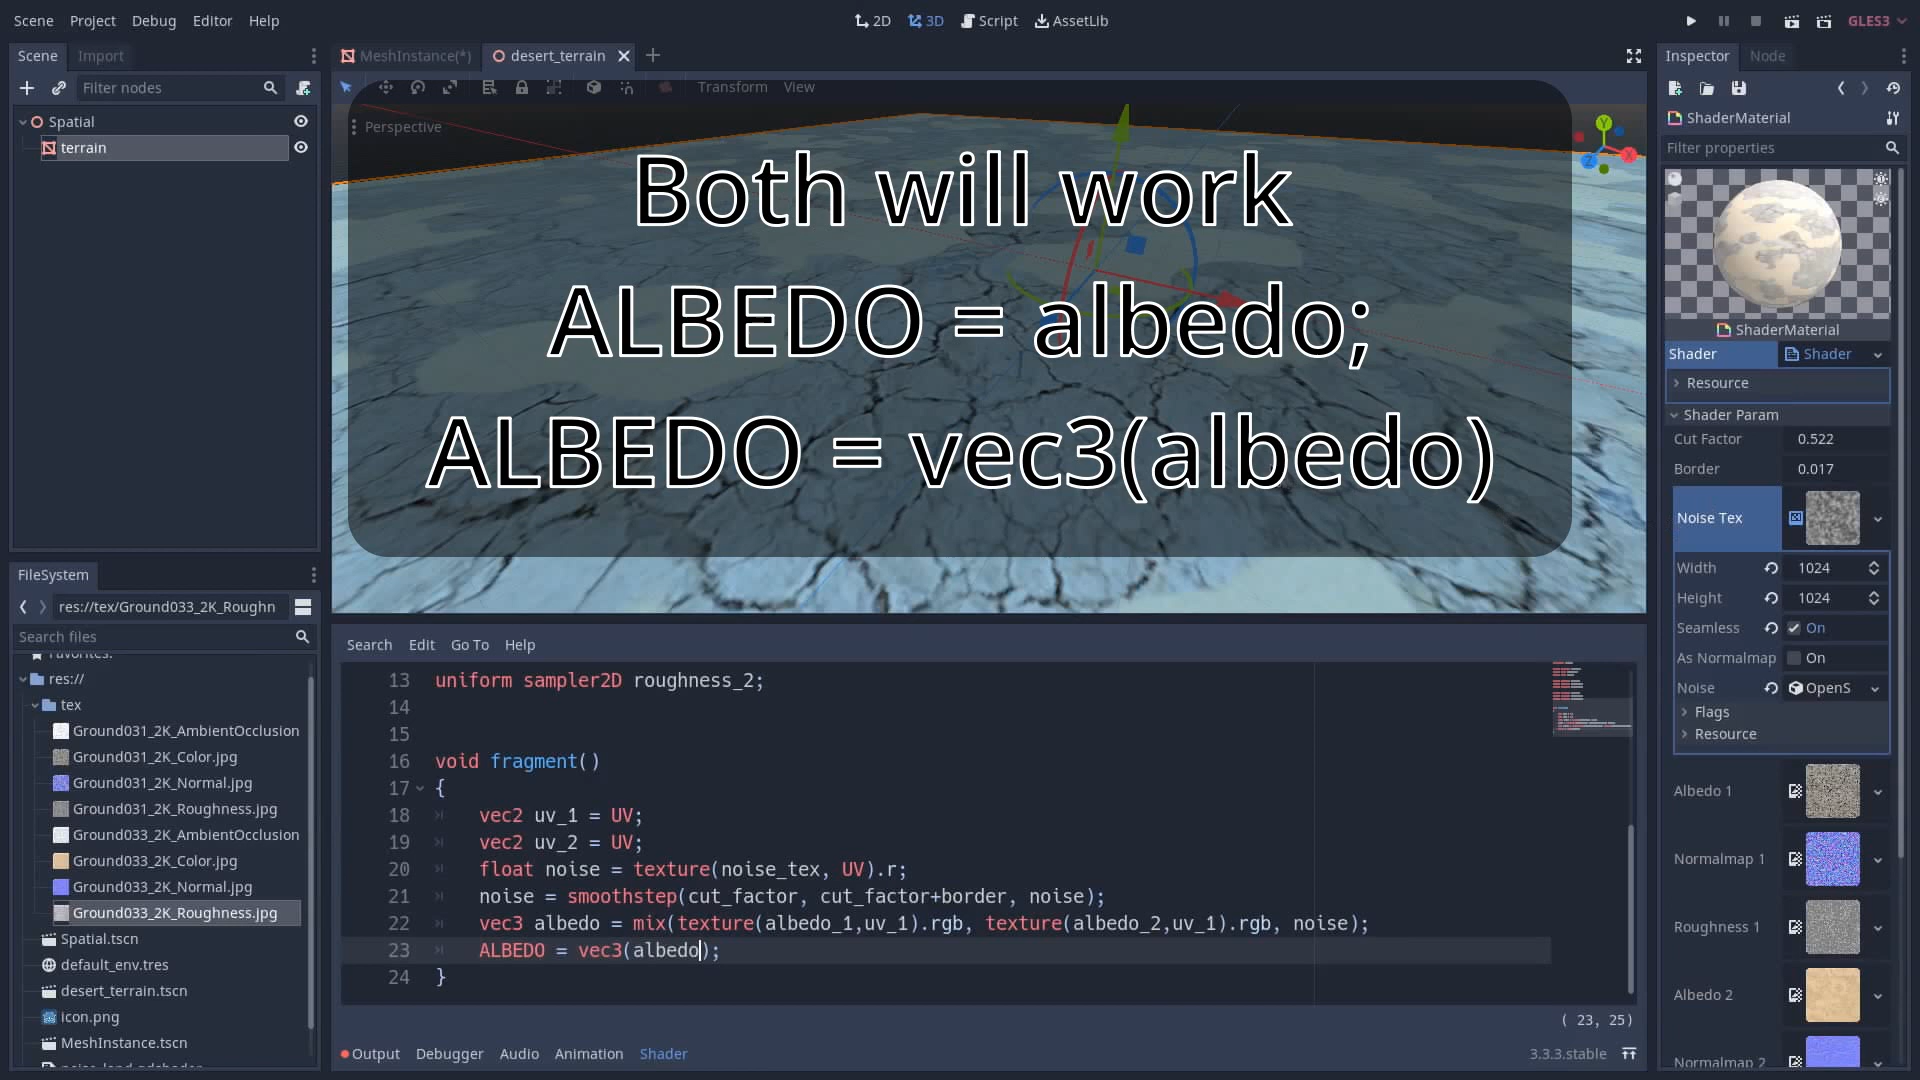 Scene Project Debug Editor Help
2D 3D Script AssetLib
GLES3
Scene Import
Filter nodes
Spatial
terrain
FileSystem
res://tex/Ground033_2K_Roughn
Search files
Favorites:
res://
tex
Ground031_2K_AmbientOcclusion
Ground031_2K_Color.jpg
Ground031_2K_Normal.jpg
Ground031_2K_Roughness.jpg
Ground033_2K_AmbientOcclusion
Ground033_2K_Color.jpg
Ground033_2K_Normal.jpg
Ground033_2K_Roughness.jpg
Spatial.tscn
default_env.tres
desert_terrain.tscn
icon.png
MeshInstance.tscn
MeshInstance(*) desert_terrain
Transform View
Perspective
Both will work
ALBEDO = albedo;
ALBEDO = vec3(albedo)
Y
X
Z
Search Edit Go To Help
13 uniform sampler2D roughness_2;
14
15
16 void fragment()
17 {
18 vec2 uv_1 = UV;
19 vec2 uv_2 = UV;
20 float noise = texture(noise_tex, UV).r;
21 noise = smoothstep(cut_factor, cut_factor+border, noise);
22 vec3 albedo = mix(texture(albedo_1,uv_1).rgb, texture(albedo_2,uv_1).rgb, noise);
23 ALBEDO = vec3(albedo);
24 }
( 23, 25)
Output Debugger Audio Animation Shader
3.3.3.stable
Inspector Node
ShaderMaterial
Filter properties
ShaderMaterial
Shader Shader
Resource
Shader Param
Cut Factor 0.522
Border 0.017
Noise Tex
Width 1024
Height 1024
Seamless On
As Normalmap On
Noise OpenS
Flags
Resource
Albedo 1
Normalmap 1
Roughness 1
Albedo 2
Normalmap 2